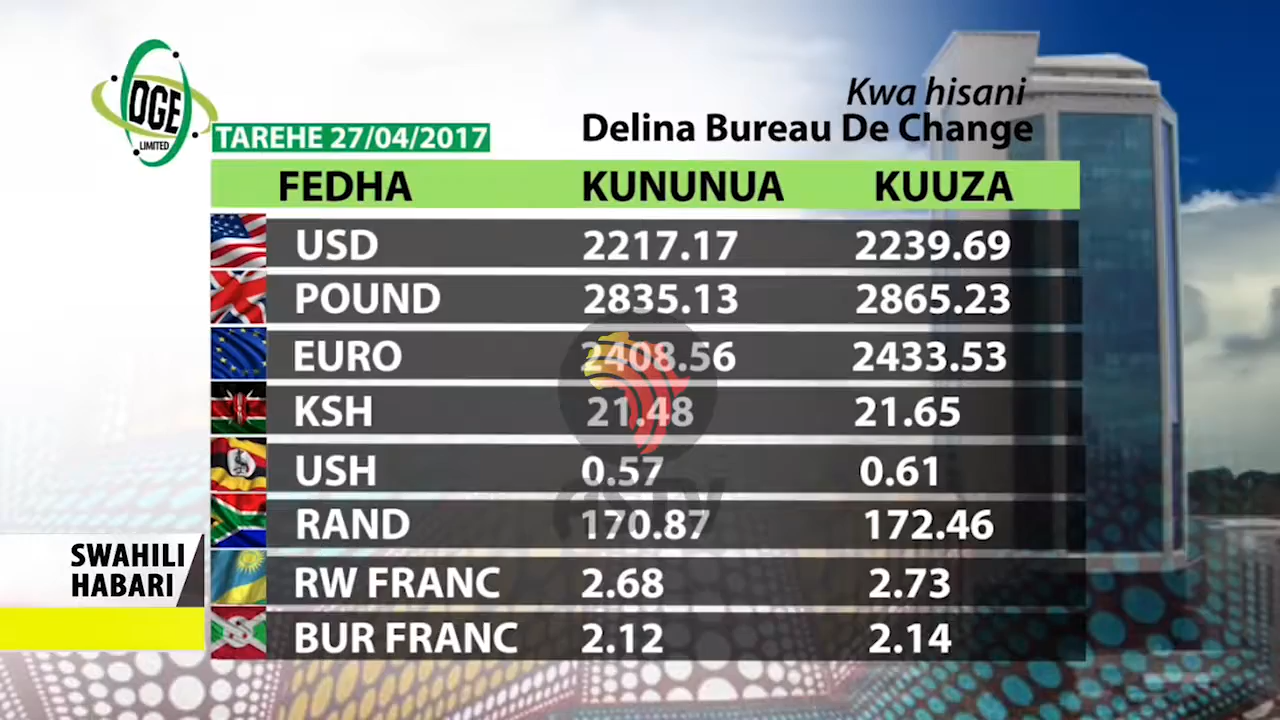 DGE
LIMITED
TAREHE 27/04/2017
Kwa hisani
Delina Bureau De Change
FEDHA KUNUNUA KUUZA
USD 2217.17 2239.69
POUND 2835.13 2865.23
EURO 2408.56 2433.53
KSH 21.48 21.65
USH 0.57 0.61
RAND 170.87 172.46
RW FRANC 2.68 2.73
BUR FRANC 2.12 2.14
SWAHILI
HABARI